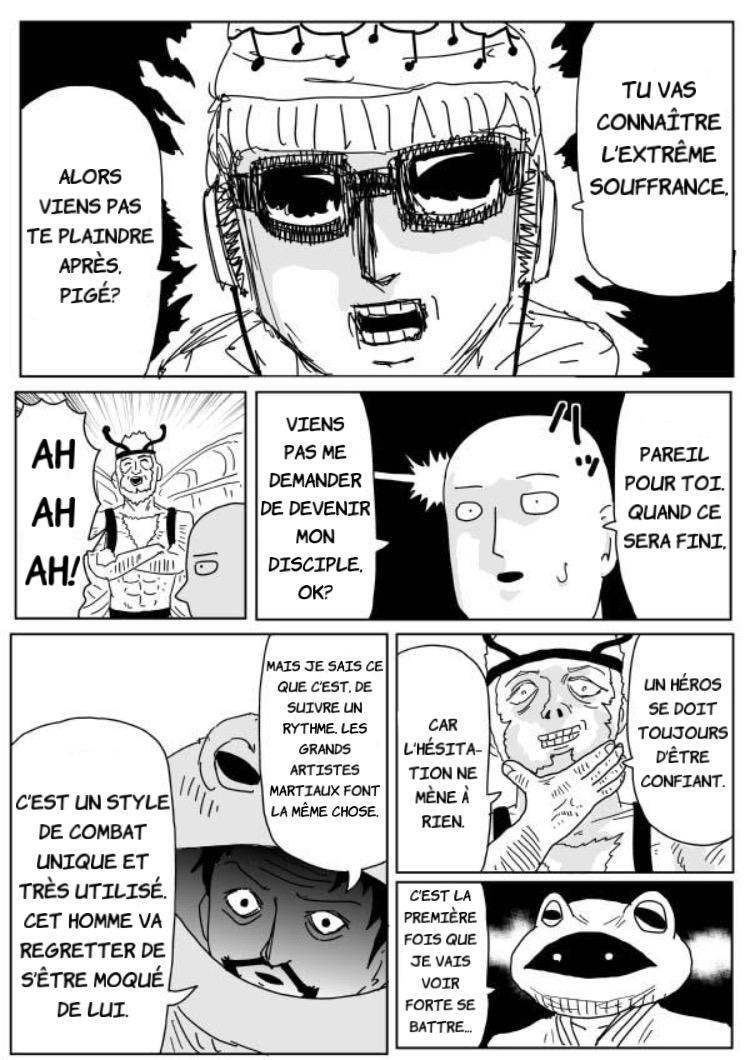 TU VAS
CONNAÎTRE
L'EXTRÊME
SOUFFRANCE.
ALORS
VIENS PAS
TE PLAINDRE
APRÈS,
PIGÉ?
PAREIL
POUR TOI.
QUAND CE
SERA FINI,
ハッ
VIENS
PAS ME
DEMANDER
DE DEVENIR
MON
DISCIPLE,
OK?
AH
AH
AH!
UN HÉROS
SE DOIT
TOUJOURS
D'ÊTRE
CONFIANT.
CAR
L'HÉSITA-
TION NE
MÈNE À
RIEN.
C'EST LA
PREMIÈRE
FOIS QUE
JE VAIS
VOIR
FORTE SE
BATTRE...
MAIS JE SAIS CE
QUE C'EST, DE
SUIVRE UN
RYTHME. LES
GRANDS
ARTISTES
MARTIAUX FONT
LA MÊME CHOSE.
C'EST UN STYLE
DE COMBAT
UNIQUE ET
TRÈS UTILISÉ.
CET HOMME VA
REGRETTER DE
S'ÊTRE MOQUÉ
DE LUI.